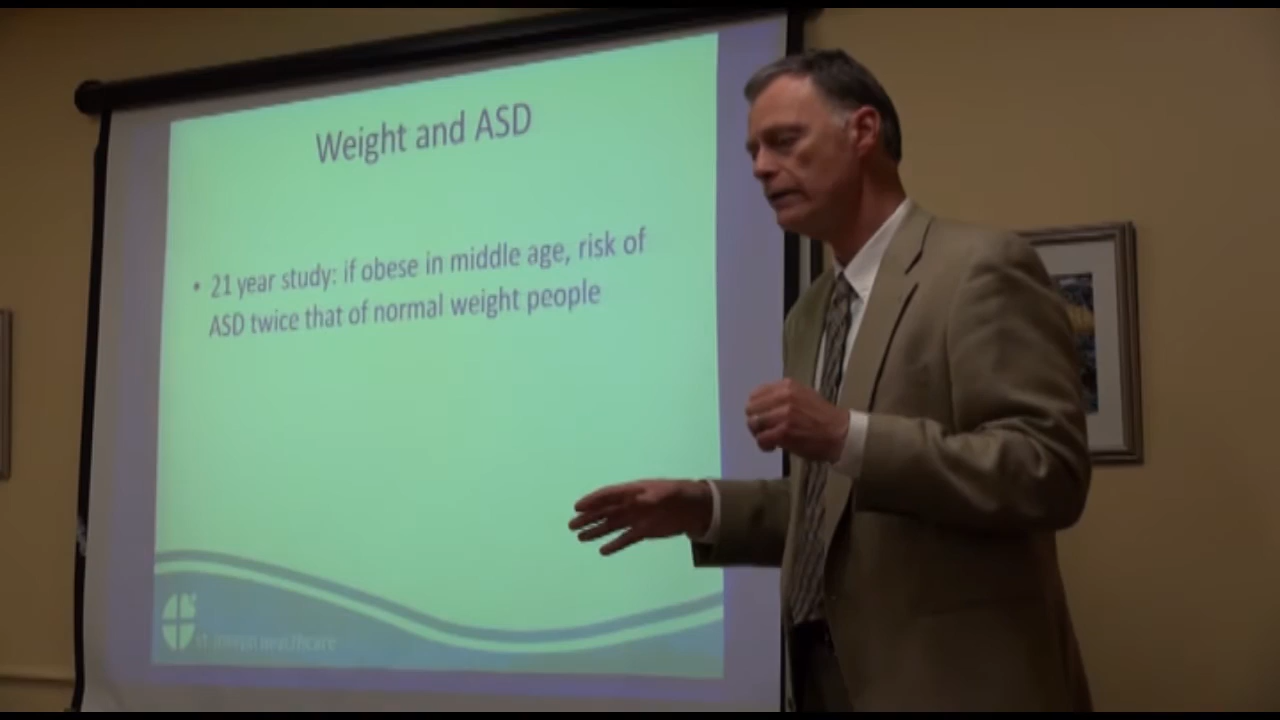 Weight and ASD
• 21 year study: if obese in middle age, risk of
ASD twice that of normal weight people